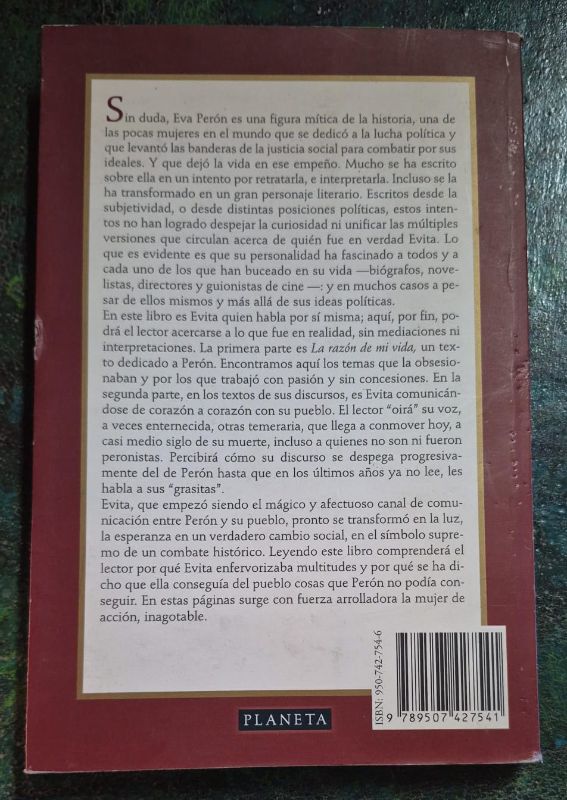 Sin duda, Eva Perón es una figura mítica de la historia, una de
las pocas mujeres en el mundo que se dedicó a la lucha política y
que levantó las banderas de la justicia social para combatir por sus
ideales. Y que dejó la vida en ese empeño. Mucho se ha escrito
sobre ella en un intento por retratarla, e interpretarla. Incluso se la
ha transformado en un gran personaje literario. Escritos desde la
subjetividad, o desde distintas posiciones políticas, estos inten-
tos no han logrado despejar la curiosidad ni unificar las múltiples
versiones que circulan acerca de quién fue en verdad Evita. Lo
que es evidente es que su personalidad ha fascinado a todos y a
cada uno de los que han buceado en su vida —biógrafos, nove-
listas, directores y guionistas de cine —: y en muchos casos a pe-
sar de ellos mismos y más allá de sus ideas políticas.
En este libro es Evita quien habla por sí misma; aquí, por fin, po-
drá el lector acercarse a lo que fue en realidad, sin mediaciones ni
interpretaciones. La primera parte es La razón de mi vida, un tex-
to dedicado a Perón. Encontramos aquí los temas que la obsesio-
naban y por los que trabajó con pasión y sin concesiones. En la
segunda parte, en los textos de sus discursos, es Evita comunicán-
dose de corazón a corazón con su pueblo. El lector “oirá” su voz,
a veces enternecida, otras temeraria, que llega a conmover hoy, a
casi medio siglo de su muerte, incluso a quienes no son ni fueron
peronistas. Percibirá cómo su discurso se despega progresiva-
mente del de Perón hasta que en los últimos años ya no lee, les
habla a sus “grasitas”.
Evita, que empezó siendo el mágico y afectuoso canal de comu-
nicación entre Perón y su pueblo, pronto se transformó en la luz,
la esperanza en un verdadero cambio social, en el símbolo supre-
mo de un combate histórico. Leyendo este libro comprenderá el
lector por qué Evita enfervorizaba multitudes y por qué se ha di-
cho que ella conseguía del pueblo cosas que Perón no podía con-
seguir. En estas páginas surge con fuerza arrolladora la mujer de
acción, inagotable.
ISBN: 950-742-754-6
9 789507 427541
PLANETA